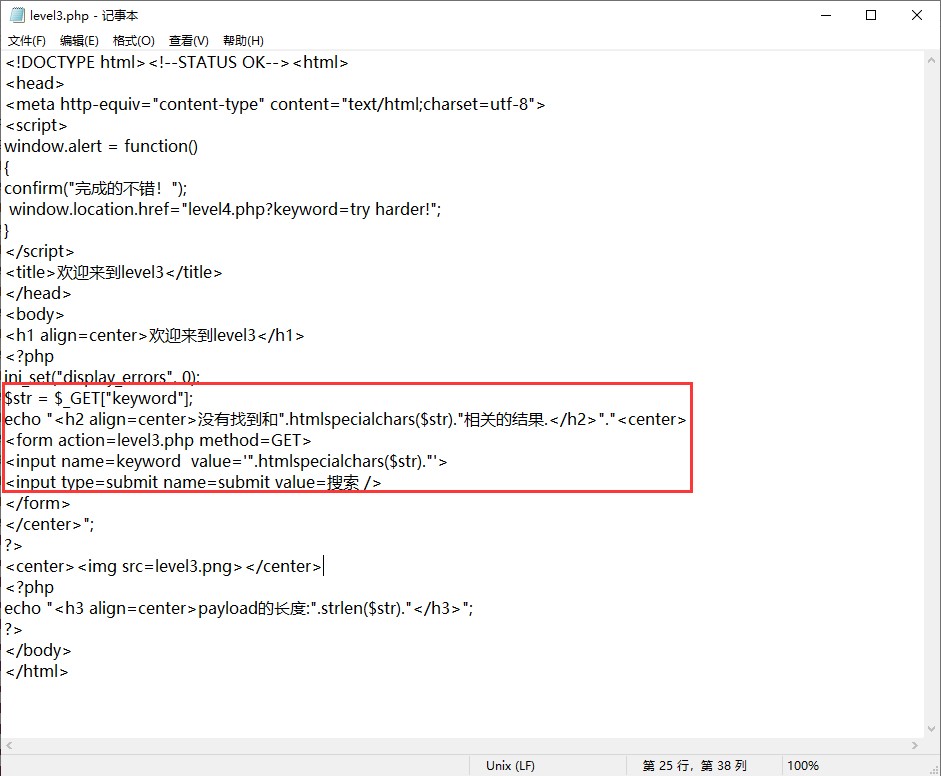 level3.php - 记事本
文件(F) 编辑(E) 格式(O) 查看(V) 帮助(H)
<!DOCTYPE html><!--STATUS OK--><html>
<head>
<meta http-equiv="content-type" content="text/html;charset=utf-8">
<script>
window.alert = function()
{
confirm("完成的不错！");
 window.location.href="level4.php?keyword=try harder!";
}
</script>
<title>欢迎来到level3</title>
</head>
<body>
<h1 align=center>欢迎来到level3</h1>
<?php
ini_set("display_errors", 0);
$str = $_GET["keyword"];
echo "<h2 align=center>没有找到和".htmlspecialchars($str)."相关的结果.</h2>"."<center>
<form action=level3.php method=GET>
<input name=keyword  value='".htmlspecialchars($str)."'>
<input type=submit name=submit value=搜索 />
</form>
</center>";
?>
<center><img src=level3.png></center>
<?php
echo "<h3 align=center>payload的长度:".strlen($str)."</h3>";
?>
</body>
</html>
Unix (LF) 第 25 行，第 38 列 100%